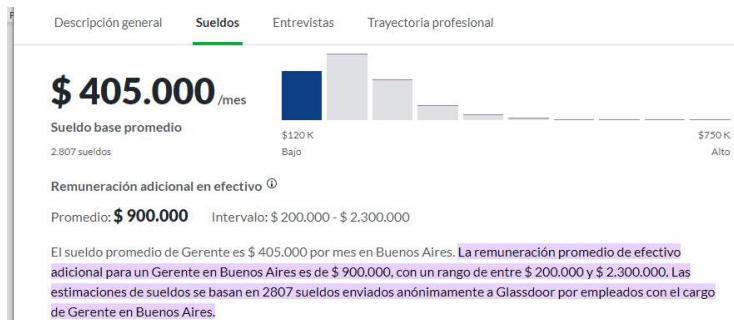 Descripción general Sueldos Entrevistas Trayectoria profesional
$ 405.000 /mes
Sueldo base promedio
2.807 sueldos
$120 K $750 K
Bajo Alto
Remuneración adicional en efectivo
Promedio: $ 900.000 Intervalo: $ 200.000 - $ 2.300.000
El sueldo promedio de Gerente es $ 405.000 por mes en Buenos Aires. La remuneración promedio de efectivo
adicional para un Gerente en Buenos Aires es de $ 900.000, con un rango de entre $ 200.000 y $ 2.300.000. Las
estimaciones de sueldos se basan en 2807 sueldos enviados anónimamente a Glassdoor por empleados con el cargo
de Gerente en Buenos Aires.